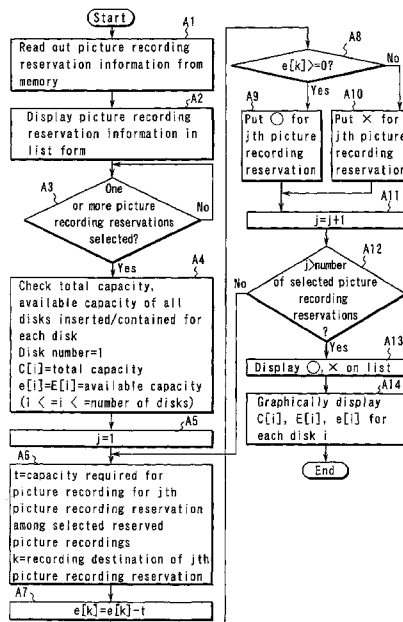 Start
A1
Read out picture recording
reservation information from
memory
A2
Display picture recording
reservation information in
list form
A3
One
or more picture
recording reservations
selected?
No
Yes
A4
Check total capacity,
available capacity of all
disks inserted/contained for
each disk
Disk number=1
C[i]=total capacity
e[i]=E[i]=available capacity
(1 < =i < =number of disks)
A5
j=1
A6
t=capacity required for
picture recording for jth
picture recording reservation
among selected reserved
picture recordings
k=recording destination of jth
picture recording reservation
A7
e[k]=e[k]-t
A8
e[k]>=0?
No
Yes
A9
Put ○ for
jth picture
recording
reservation
A10
Put × for
jth picture
recording
reservation
A11
j=j+1
A12
j>number
of selected picture
recording
reservations
?
No
Yes
A13
Display ○, × on list
A14
Graphically display
C[i], E[i], e[i] for
each disk i
End